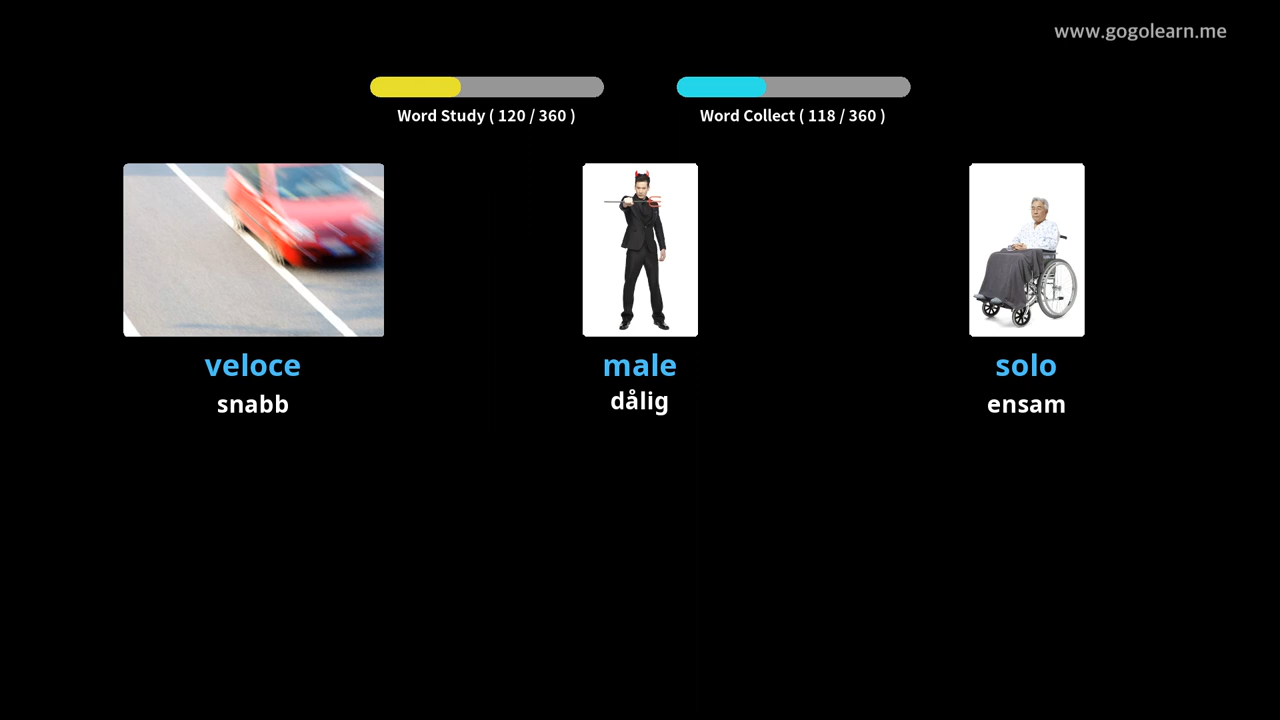 www.gogolearn.me
Word Study ( 120 / 360 )
Word Collect ( 118 / 360 )
veloce
male
solo
snabb
dålig
ensam